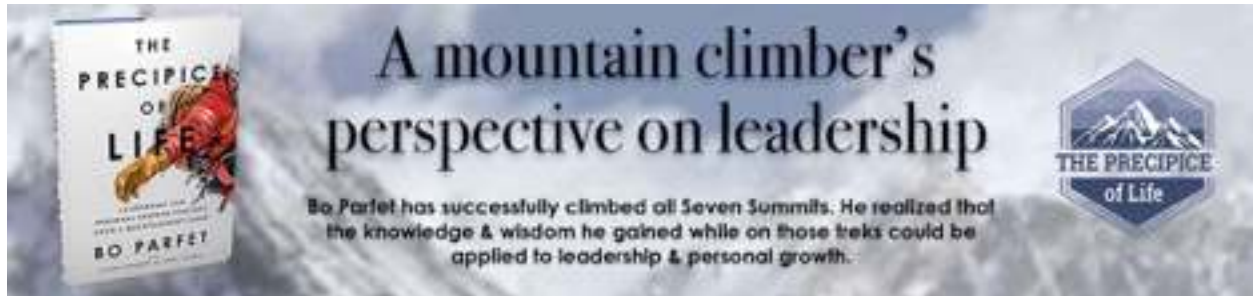 THE
PRECIPICE
OF
LIFE
BO PARFET
A mountain climber's
perspective on leadership
Bo Parfet has successfully climbed all Seven Summits. He realized that
the knowledge & wisdom he gained while on those treks could be
applied to leadership & personal growth.
THE PRECIPICE
of Life